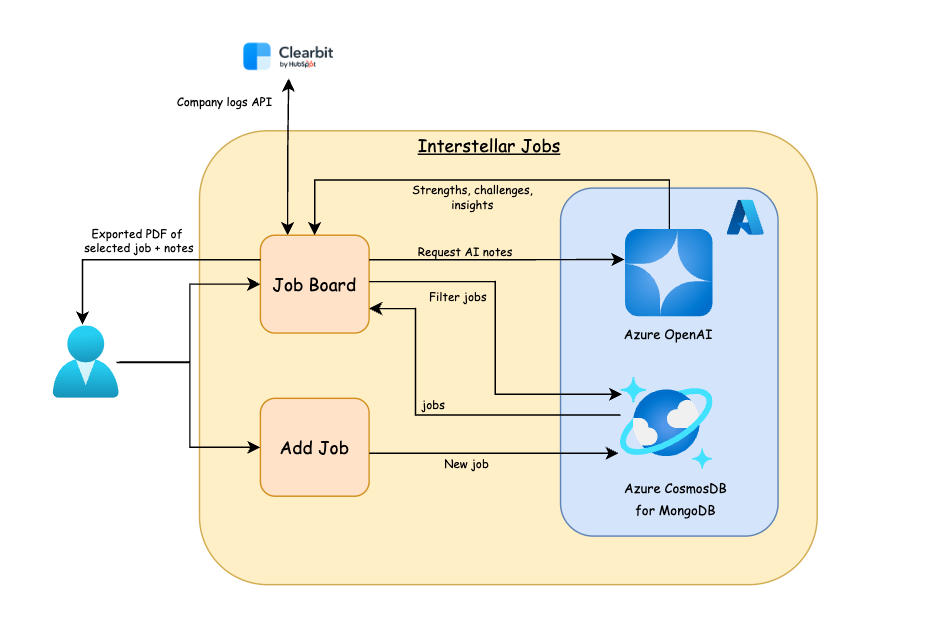 Clearbit
by HubSpot
Company logs API
Interstellar Jobs
Strengths, challenges,
insights
Exported PDF of
selected job + notes
Request AI notes
Job Board
Filter jobs
Azure OpenAI
jobs
Add Job
New job
Azure CosmosDB
for MongoDB